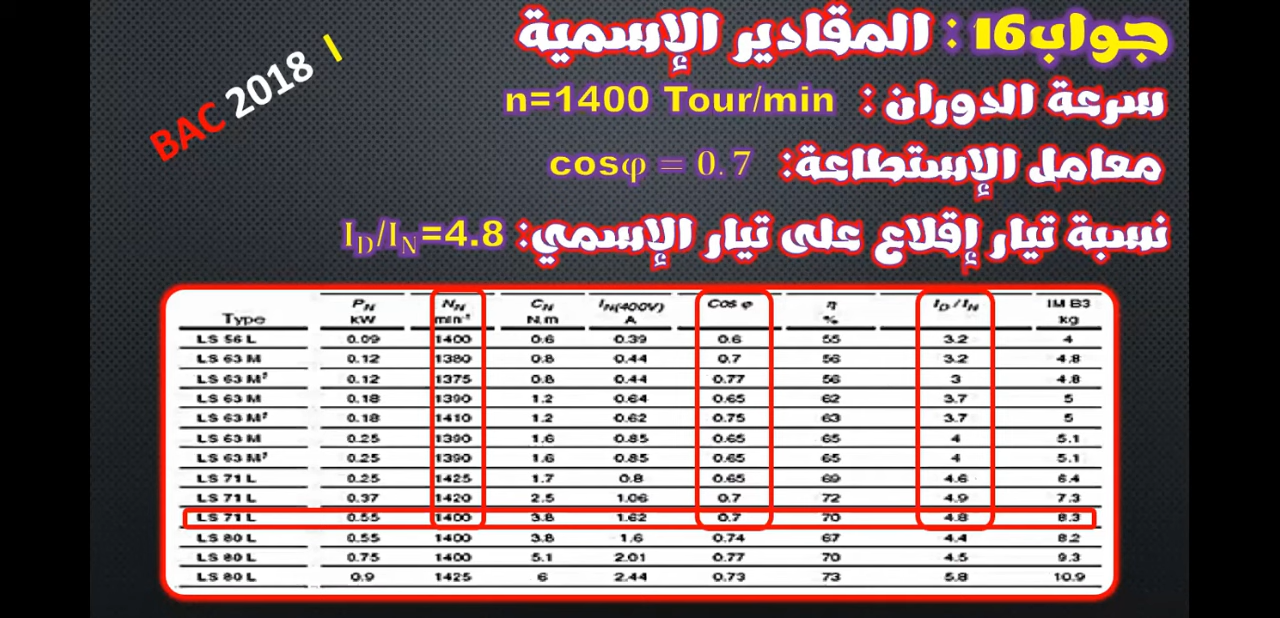 جواب16 : المقادير الإسمية
BAC 2018 I
سرعة الدوران : n=1400 Tour/min
معامل الإستطاعة: cosφ = 0.7
نسبة تيار إقلاع على تيار الإسمي: I_D/I_N=4.8
Type P_N kW N_N min⁻¹ C_N N.m I_N(400V) A Cos φ η % I_D / I_N IM B3 kg
LS 56 L 0.09 1400 0.6 0.39 0.6 55 3.2 4
LS 63 M 0.12 1380 0.8 0.44 0.7 56 3.2 4.8
LS 63 M² 0.12 1375 0.8 0.44 0.77 56 3 4.8
LS 63 M 0.18 1390 1.2 0.64 0.65 62 3.7 5
LS 63 M² 0.18 1410 1.2 0.62 0.75 63 3.7 5
LS 63 M 0.25 1390 1.6 0.85 0.65 65 4 5.1
LS 63 M² 0.25 1390 1.6 0.85 0.65 65 4 5.1
LS 71 L 0.25 1425 1.7 0.8 0.65 69 4.6 6.4
LS 71 L 0.37 1420 2.5 1.06 0.7 72 4.9 7.3
LS 71 L 0.55 1400 3.8 1.62 0.7 70 4.8 8.3
LS 80 L 0.55 1400 3.8 1.6 0.74 67 4.4 8.2
LS 80 L 0.75 1400 5.1 2.01 0.77 70 4.5 9.3
LS 80 L 0.9 1425 6 2.44 0.73 73 5.8 10.9